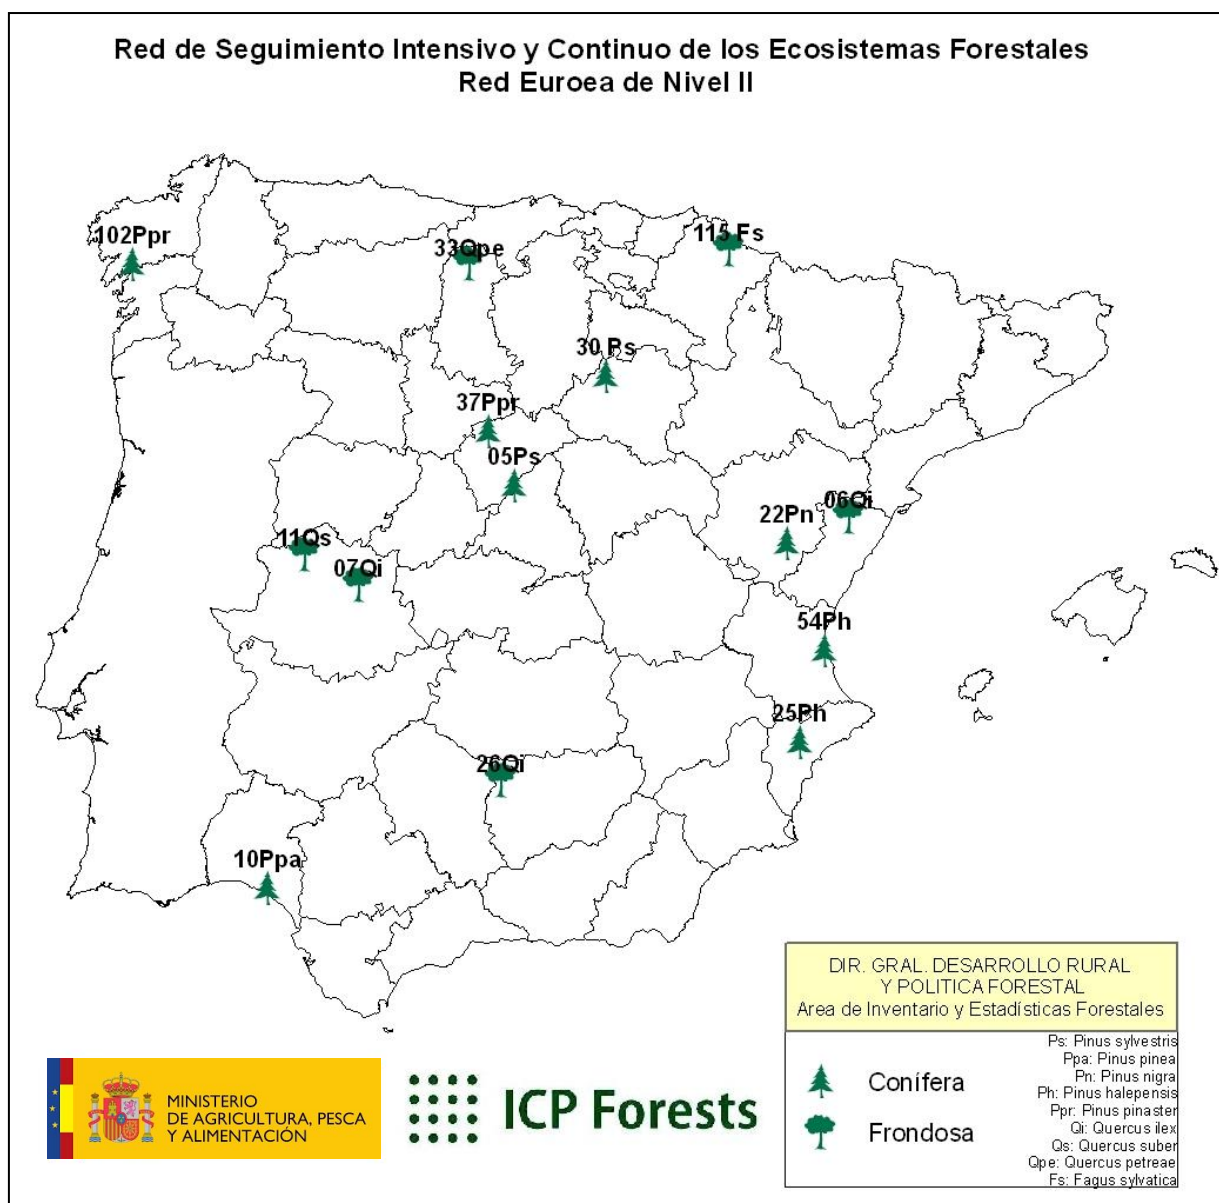 Red de Seguimiento Intensivo y Continuo de los Ecosistemas Forestales
Red Euroea de Nivel II
102Ppr
33Qpe
115 Fs
30 Ps
37Ppr
05Ps
06Qi
22Pn
11Qs
07Qi
54Ph
25Ph
26Qi
10Ppa
DIR. GRAL. DESARROLLO RURAL
Y POLITICA FORESTAL
Area de Inventario y Estadísticas Forestales
Conífera
Frondosa
Ps: Pinus sylvestris
Ppa: Pinus pinea
Pn: Pinus nigra
Ph: Pinus halepensis
Ppr: Pinus pinaster
Qi: Quercus ilex
Qs: Quercus suber
Qpe: Quercus petreae
Fs: Fagus sylvatica
MINISTERIO
DE AGRICULTURA, PESCA
Y ALIMENTACIÓN
ICP Forests